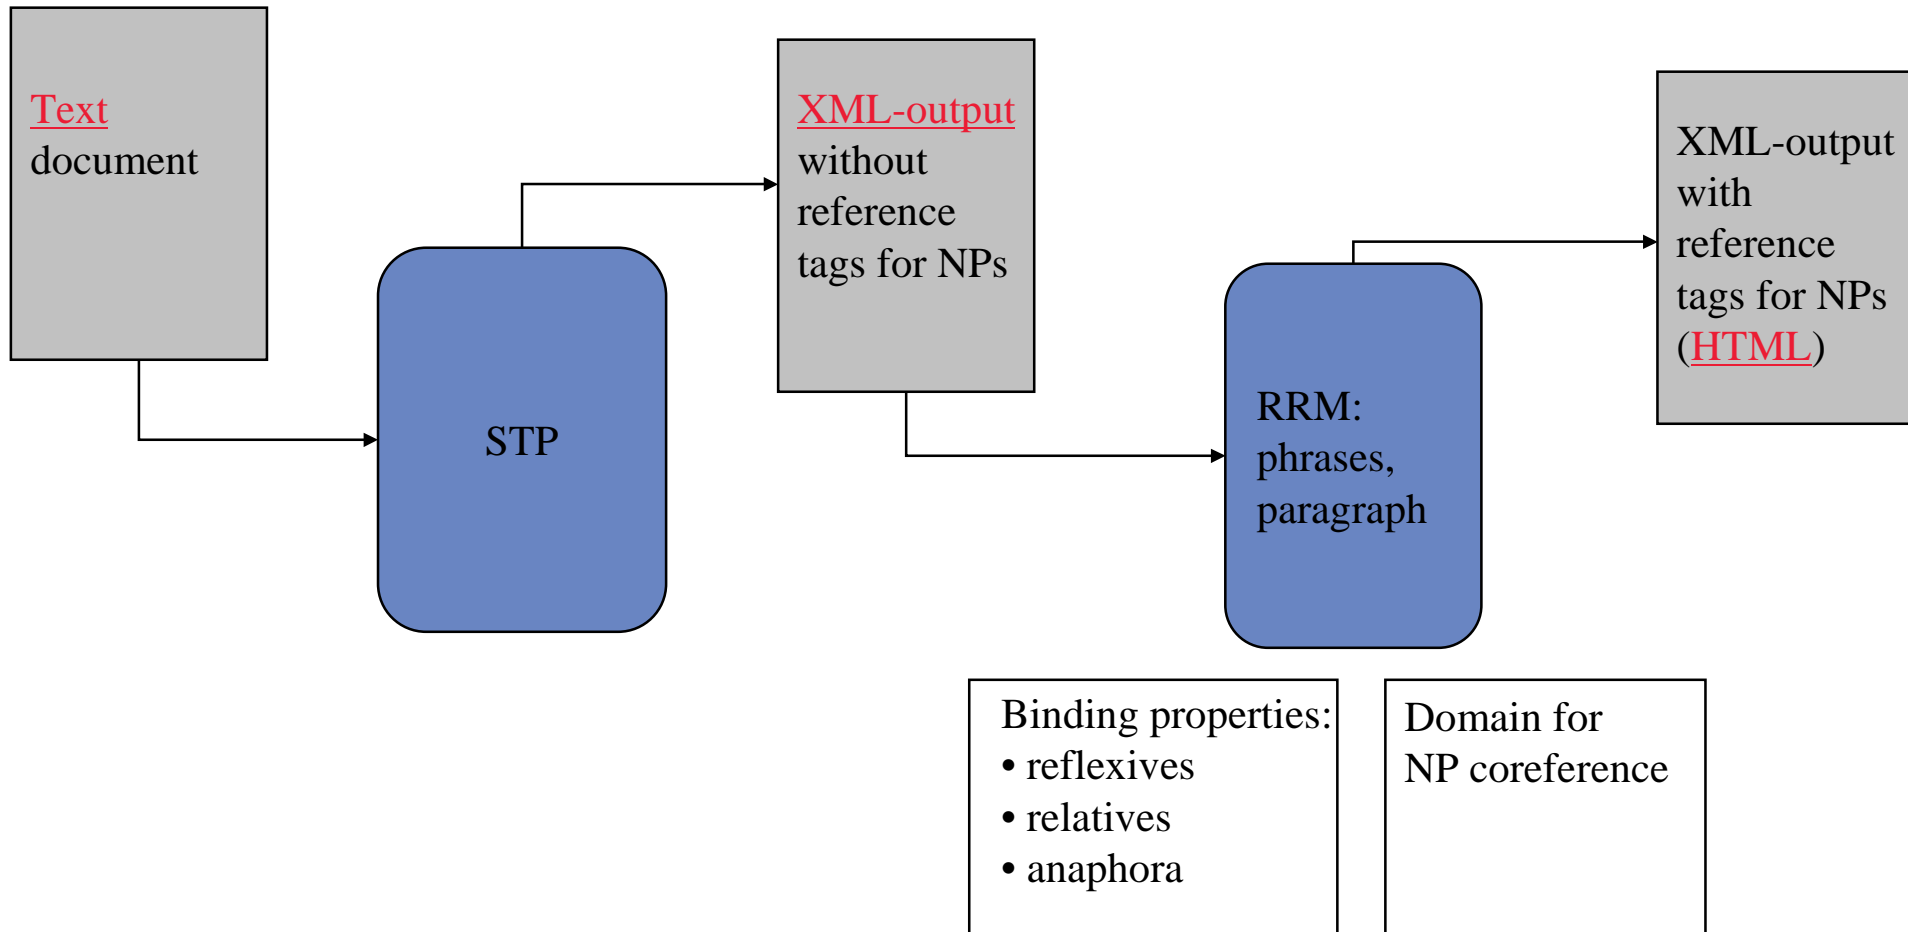 Text
document
STP
XML-output
without
reference
tags for NPs
RRM:
phrases,
paragraph
XML-output
with
reference
tags for NPs
(HTML)
Binding properties:
• reflexives
• relatives
• anaphora
Domain for
NP coreference